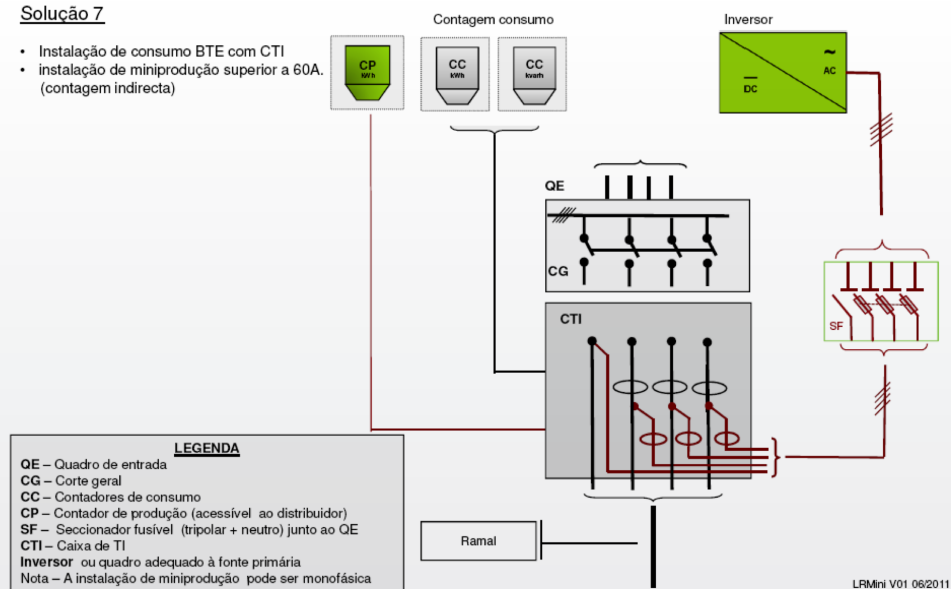 Solução 7
• Instalação de consumo BTE com CTI
• instalação de miniprodução superior a 60A.
(contagem indirecta)
Contagem consumo
Inversor
CP
kWh
CC
kWh
CC
kvarh
~
AC
DC
QE
CG
CTI
SF
Ramal
LEGENDA
QE – Quadro de entrada
CG – Corte geral
CC – Contadores de consumo
CP – Contador de produção (acessível ao distribuidor)
SF – Seccionador fusível (tripolar + neutro) junto ao QE
CTI – Caixa de TI
Inversor ou quadro adequado à fonte primária
Nota – A instalação de miniprodução pode ser monofásica
LRMini V01 06/2011